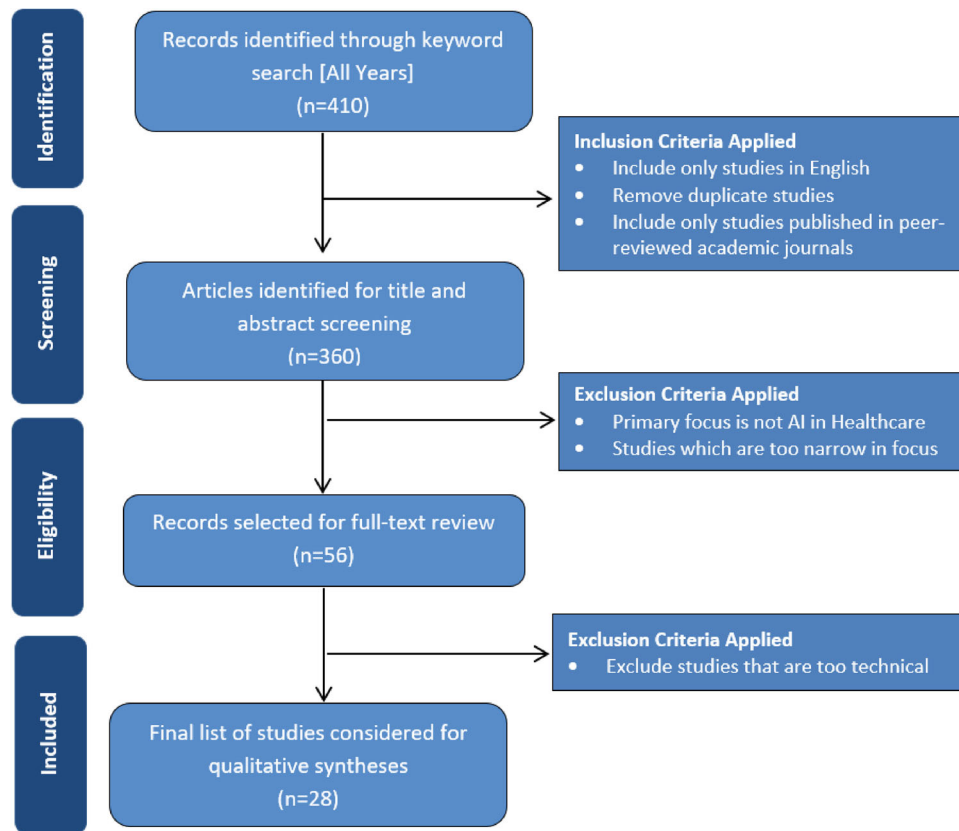 Identification
Records identified through keyword
search [All Years]
(n=410)
Inclusion Criteria Applied
• Include only studies in English
• Remove duplicate studies
• Include only studies published in peer-
reviewed academic journals
Screening
Articles identified for title and
abstract screening
(n=360)
Exclusion Criteria Applied
• Primary focus is not AI in Healthcare
• Studies which are too narrow in focus
Eligibility
Records selected for full-text review
(n=56)
Exclusion Criteria Applied
• Exclude studies that are too technical
Included
Final list of studies considered for
qualitative syntheses
(n=28)